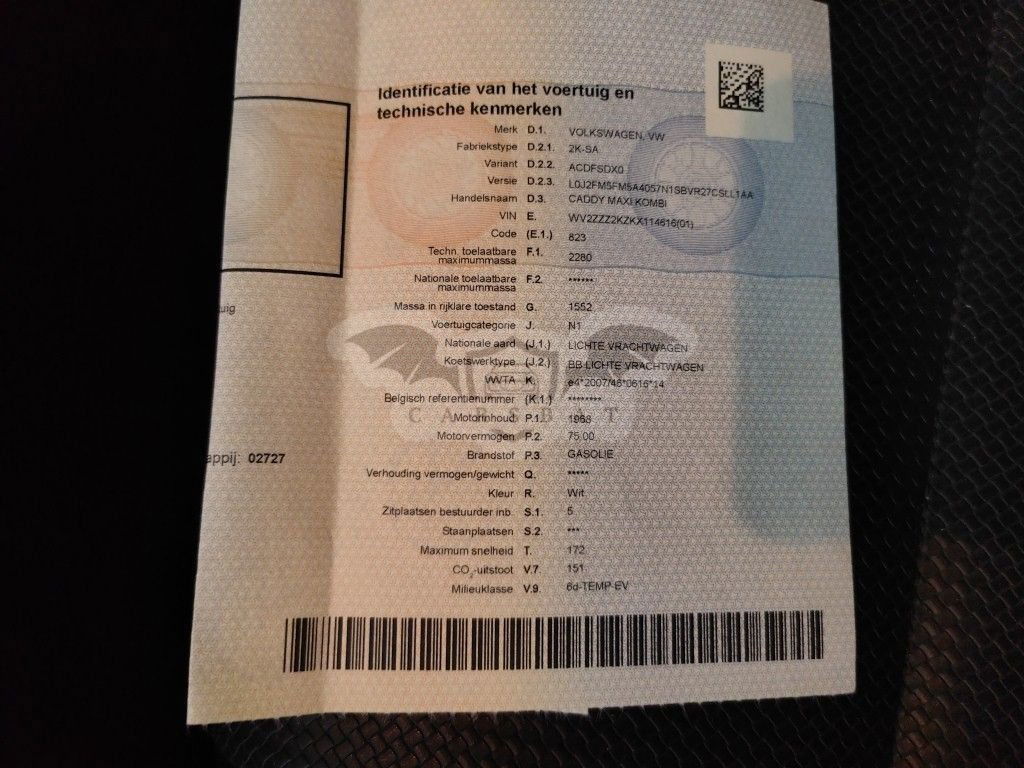 Identificatie van het voertuig en
technische kenmerken
Merk D.1. VOLKSWAGEN, VW
Fabriekstype D.2.1. 2K-SA
Variant D.2.2. ACDFSDX0
Versie D.2.3. L0J2FM5FM5A4057N1SBVR27CSLL1AA
Handelsnaam D.3. CADDY MAXI KOMBI
VIN E. WV2ZZZ2KZKX114616(01)
Code (E.1.) 823
Techn. toelaatbare F.1. 2280
maximummassa
Nationale toelaatbare F.2. ******
maximummassa
Massa in rijklare toestand G. 1552
uig
Voertuigcategorie J. N1
Nationale aard (J.1.) LICHTE VRACHTWAGEN
Koetswerktype (J.2.) BB LICHTE VRACHTWAGEN
WVTA K. e4*2007/46*0616*14
Belgisch referentienummer (K.1.) ********
CARSBAT
Motorinhoud P.1. 1968
Motorvermogen P.2. 75.00
appij: 02727
Brandstof P.3. GASOLIE
Verhouding vermogen/gewicht Q. *****
Kleur R. Wit
Zitplaatsen bestuurder inb. S.1. 5
Staanplaatsen S.2. ***
Maximum snelheid T. 172
CO2-uitstoot V.7. 151
Milieuklasse V.9. 6d-TEMP-EV